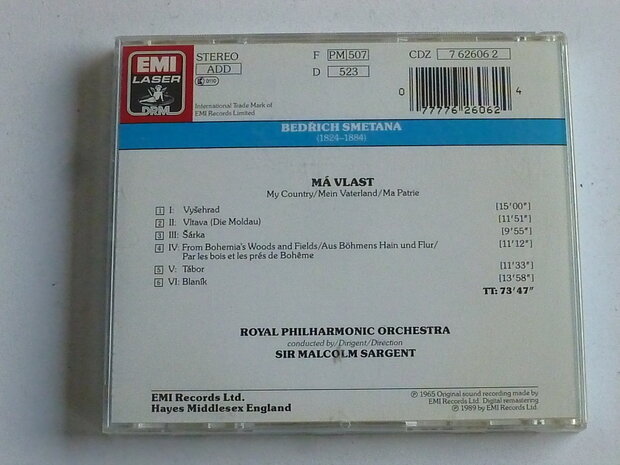 EMI
LASER
DRM
STEREO
ADD
F PM 507
D 523
CDZ 7 62606 2
International Trade Mark of
EMI Records Limited
0 77776 26062 4
BEDŘICH SMETANA
(1824–1884)
MÁ VLAST
My Country/Mein Vaterland/Ma Patrie
1 I: Vyšehrad [15'00"]
2 II: Vltava (Die Moldau) [11'51"]
3 III: Šárka [9'55"]
4 IV: From Bohemia's Woods and Fields/Aus Böhmens Hain und Flur/ [11'12"]
Par les bois et les prés de Bohême
5 V: Tábor [11'33"]
6 VI: Blaník [13'58"]
TT: 73'47"
ROYAL PHILHARMONIC ORCHESTRA
conducted by/Dirigent/Direction
SIR MALCOLM SARGENT
EMI Records Ltd.
Hayes Middlesex England
℗ 1965 Original sound recording made by
EMI Records Ltd. Digital remastering
℗ 1989 by EMI Records Ltd.